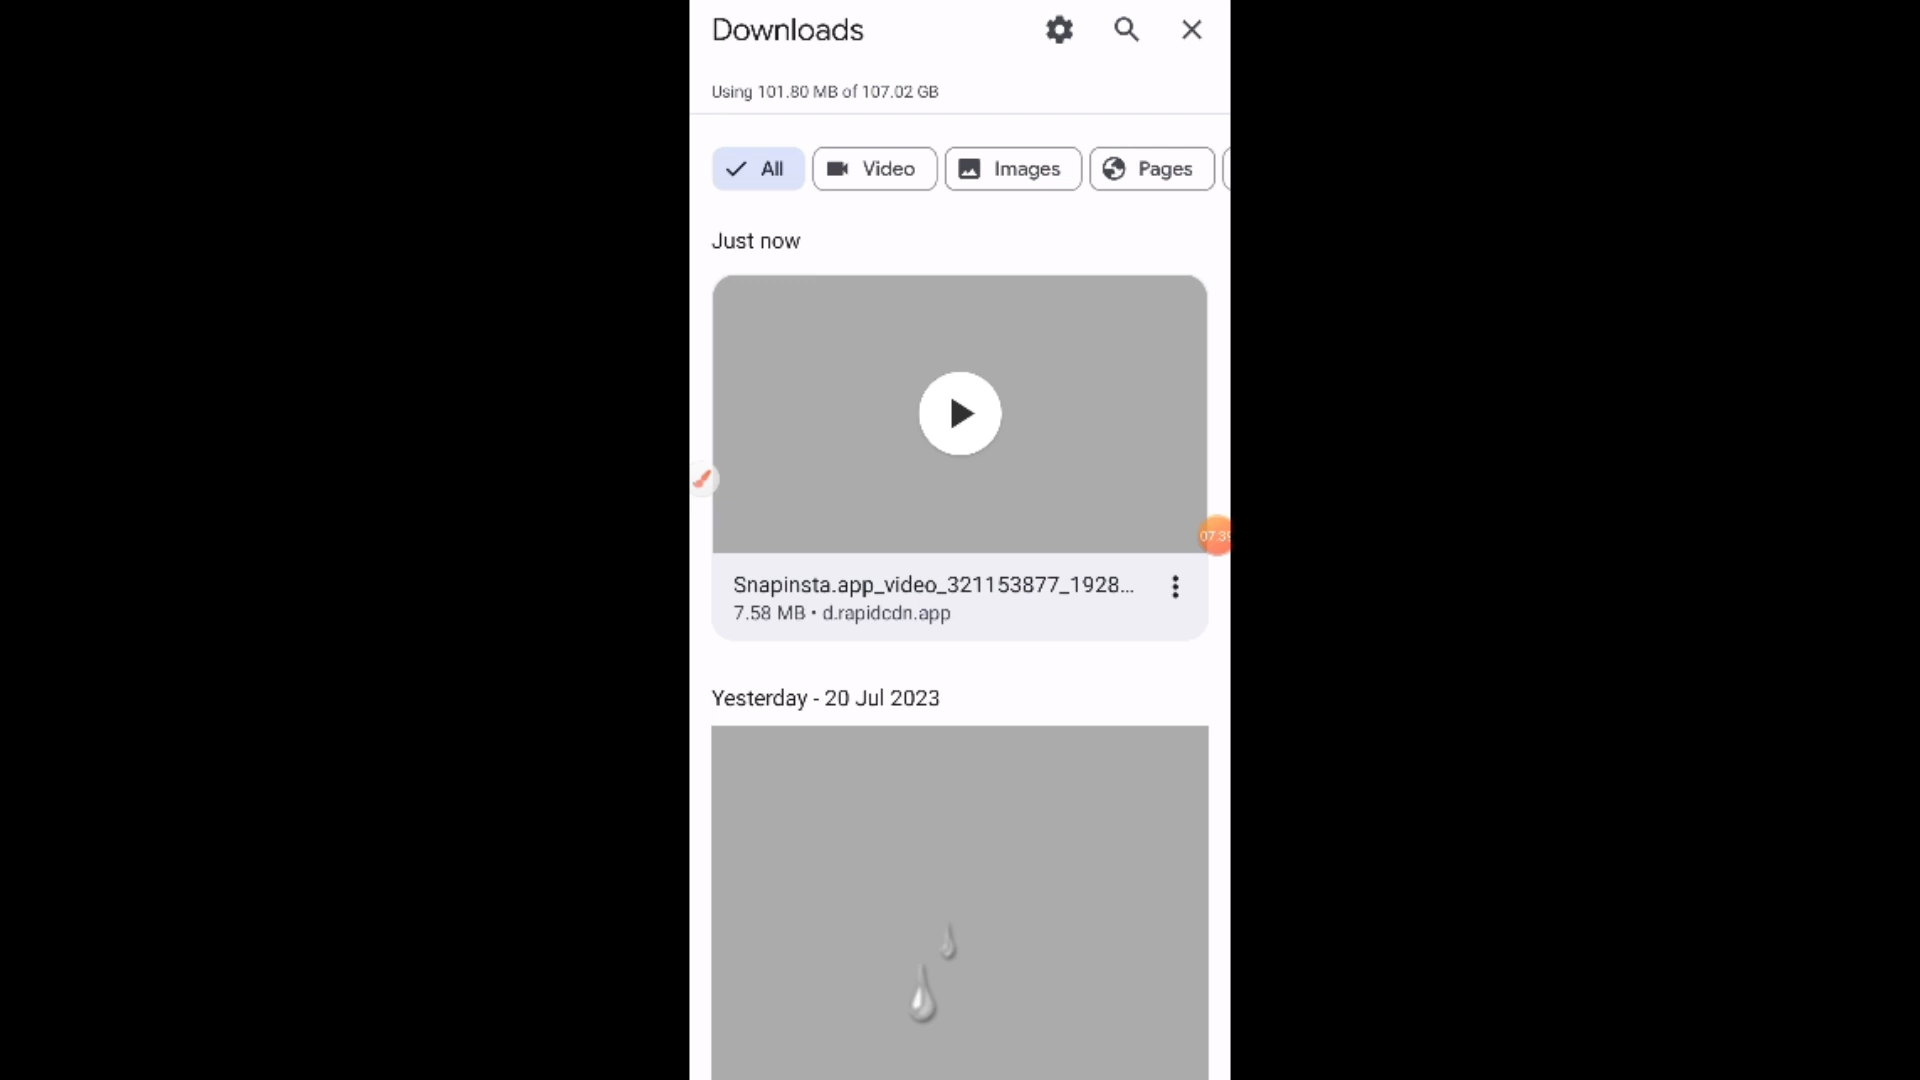 Downloads
Using 101.80 MB of 107.02 GB
All
Video
Images
Pages
Just now
Snapinsta.app_video_321153877_1928...
7.58 MB • d.rapidcdn.app
Yesterday - 20 Jul 2023